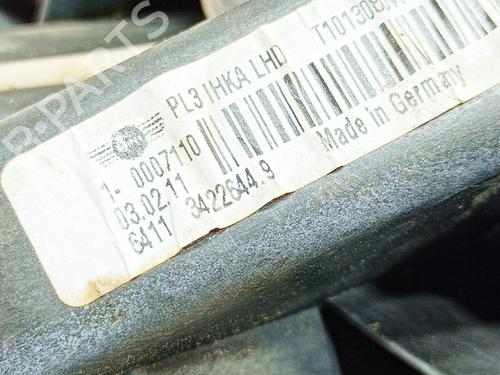 B-PARTS
PL3 IHKA LHD
T101308
1- 0007110
03.02.11
6411 3422644.9
Made in Germany